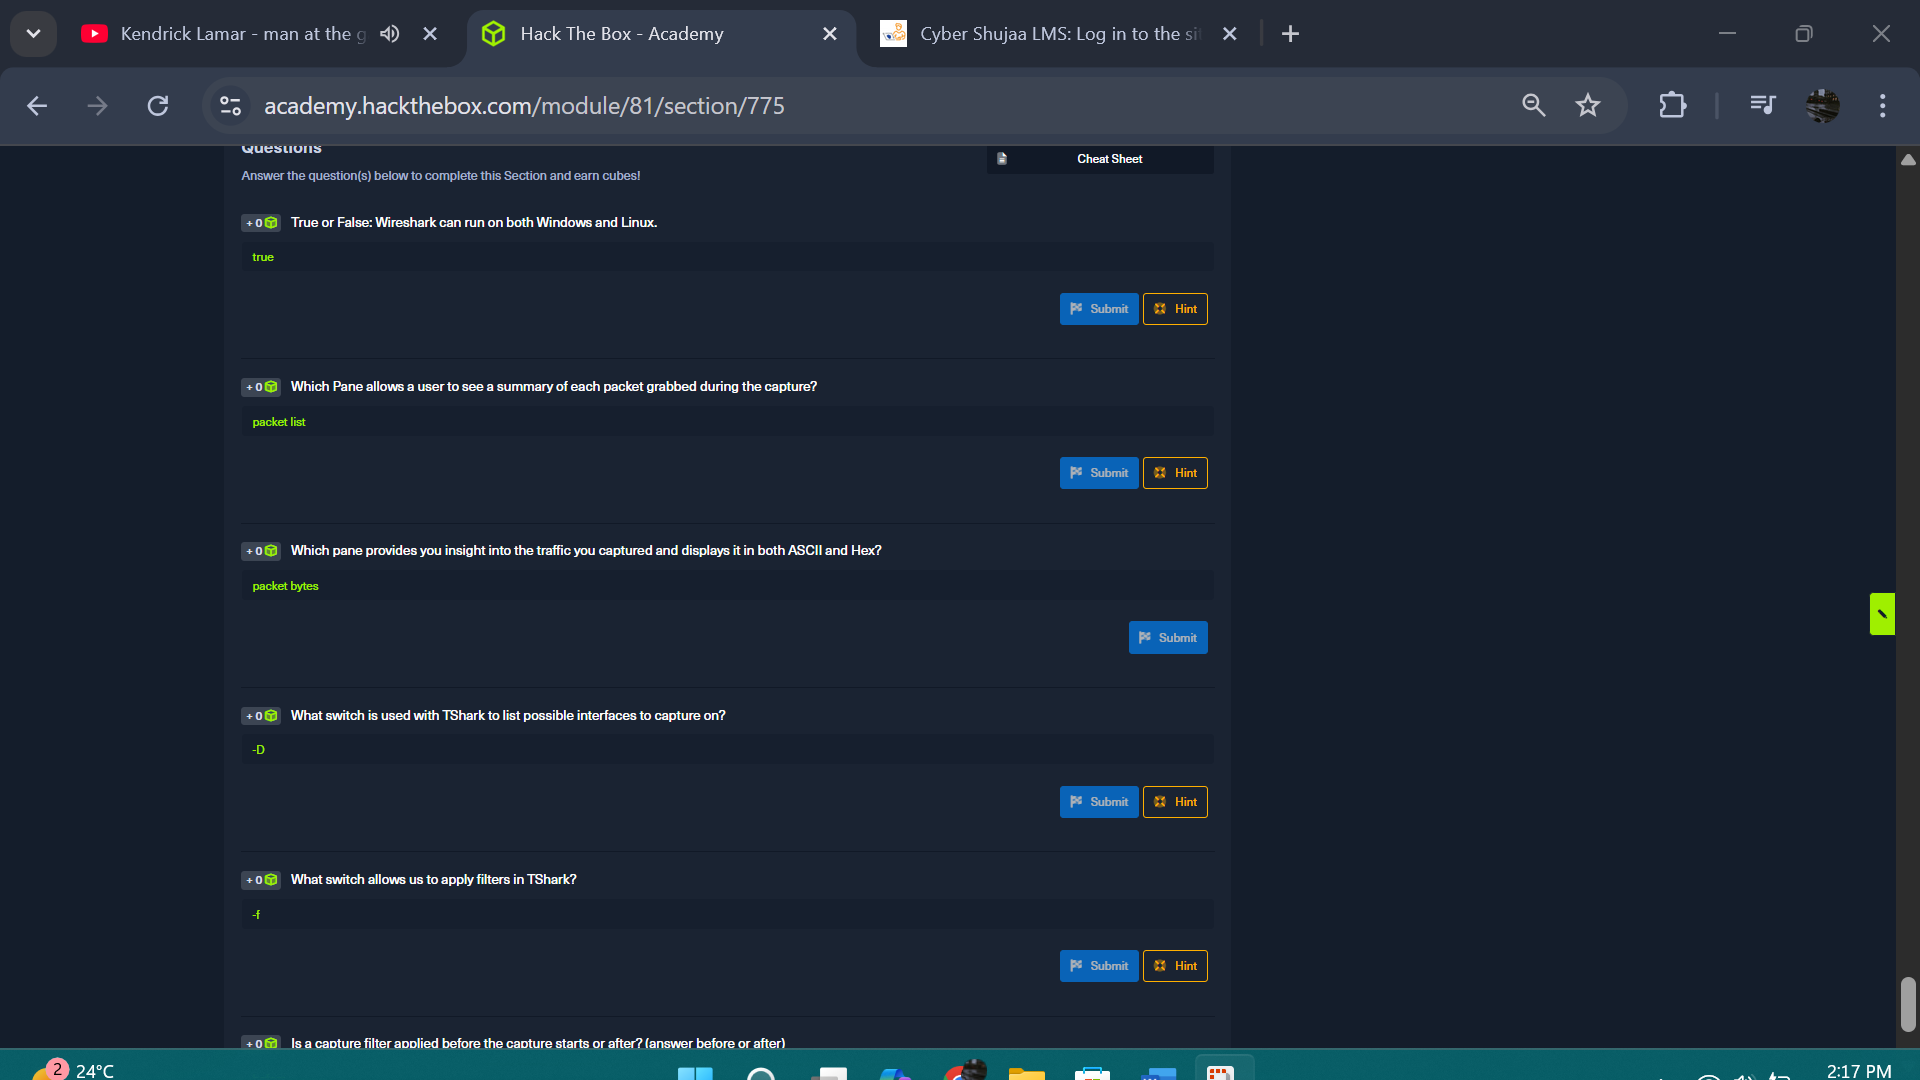 Kendrick Lamar - man at the g
Hack The Box - Academy
Cyber Shujaa LMS: Log in to the sit
academy.hackthebox.com/module/81/section/775
Questions
Cheat Sheet
Answer the question(s) below to complete this Section and earn cubes!
+ 0 True or False: Wireshark can run on both Windows and Linux.
true
Submit Hint
+ 0 Which Pane allows a user to see a summary of each packet grabbed during the capture?
packet list
Submit Hint
+ 0 Which pane provides you insight into the traffic you captured and displays it in both ASCII and Hex?
packet bytes
Submit
+ 0 What switch is used with TShark to list possible interfaces to capture on?
-D
Submit Hint
+ 0 What switch allows us to apply filters in TShark?
-f
Submit Hint
+ 0 Is a capture filter applied before the capture starts or after? (answer before or after)
2 24°C
2:17 PM